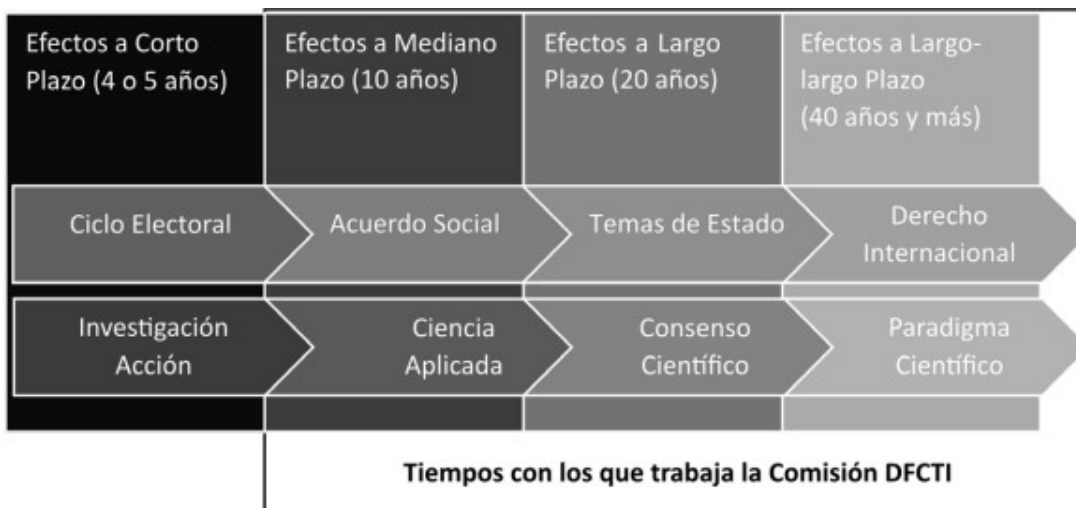 Efectos a Corto
Plazo (4 o 5 años)
Efectos a Mediano
Plazo (10 años)
Efectos a Largo
Plazo (20 años)
Efectos a Largo-
largo Plazo
(40 años y más)
Ciclo Electoral
Acuerdo Social
Temas de Estado
Derecho
Internacional
Investigación
Acción
Ciencia
Aplicada
Consenso
Científico
Paradigma
Científico
Tiempos con los que trabaja la Comisión DFCTI